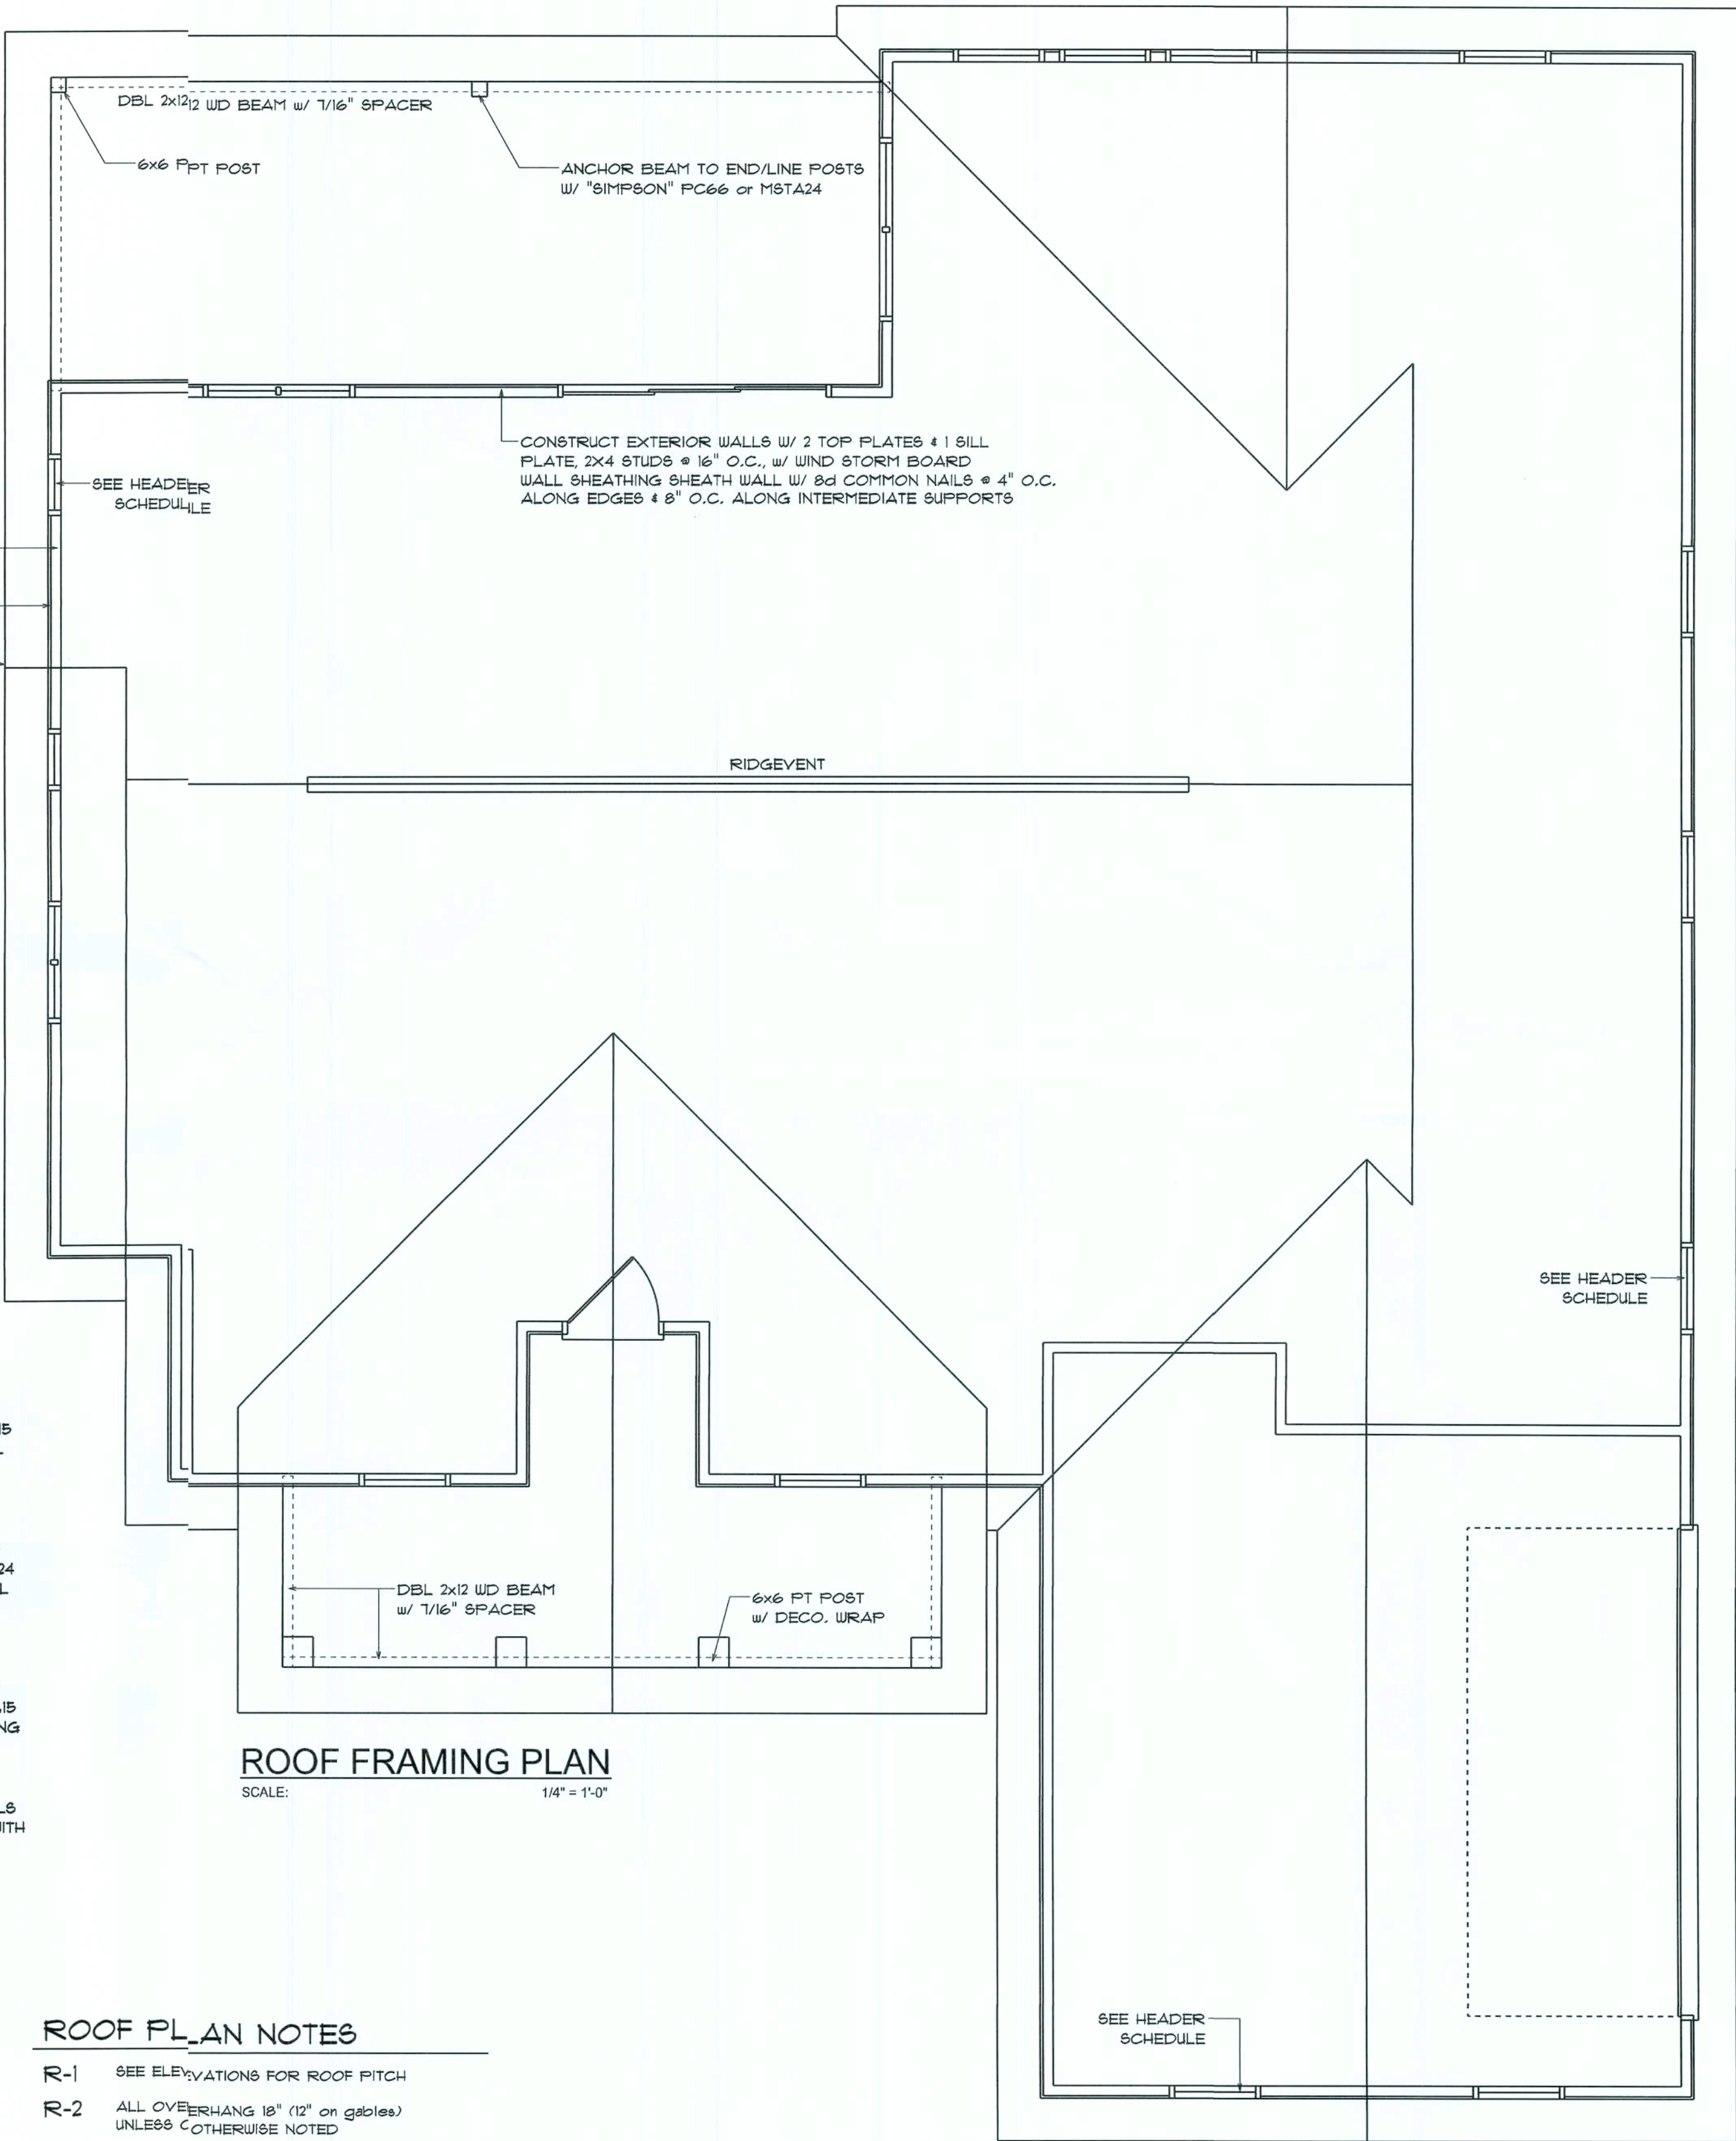 DBL 2x12 WD BEAM w/ 7/16" SPACER
6x6 PT POST
ANCHOR BEAM TO END/LINE POSTS
W/ "SIMPSON" PC66 or MSTA24
CONSTRUCT EXTERIOR WALLS W/ 2 TOP PLATES & 1 SILL
PLATE, 2X4 STUDS @ 16" O.C., w/ WIND STORM BOARD
WALL SHEATHING SHEATH WALL W/ 8d COMMON NAILS @ 4" O.C.
ALONG EDGES & 8" O.C. ALONG INTERMEDIATE SUPPORTS
SEE HEADER
SCHEDULE
RIDGEVENT
SEE HEADER
SCHEDULE
DBL 2x12 WD BEAM
w/ 7/16" SPACER
6x6 PT POST
w/ DECO. WRAP
ROOF FRAMING PLAN
SCALE: 1/4" = 1'-0"
SEE HEADER
SCHEDULE
ROOF PLAN NOTES
R-1 SEE ELEVATIONS FOR ROOF PITCH
R-2 ALL OVERHANG 18" (12" on gables)
UNLESS OTHERWISE NOTED